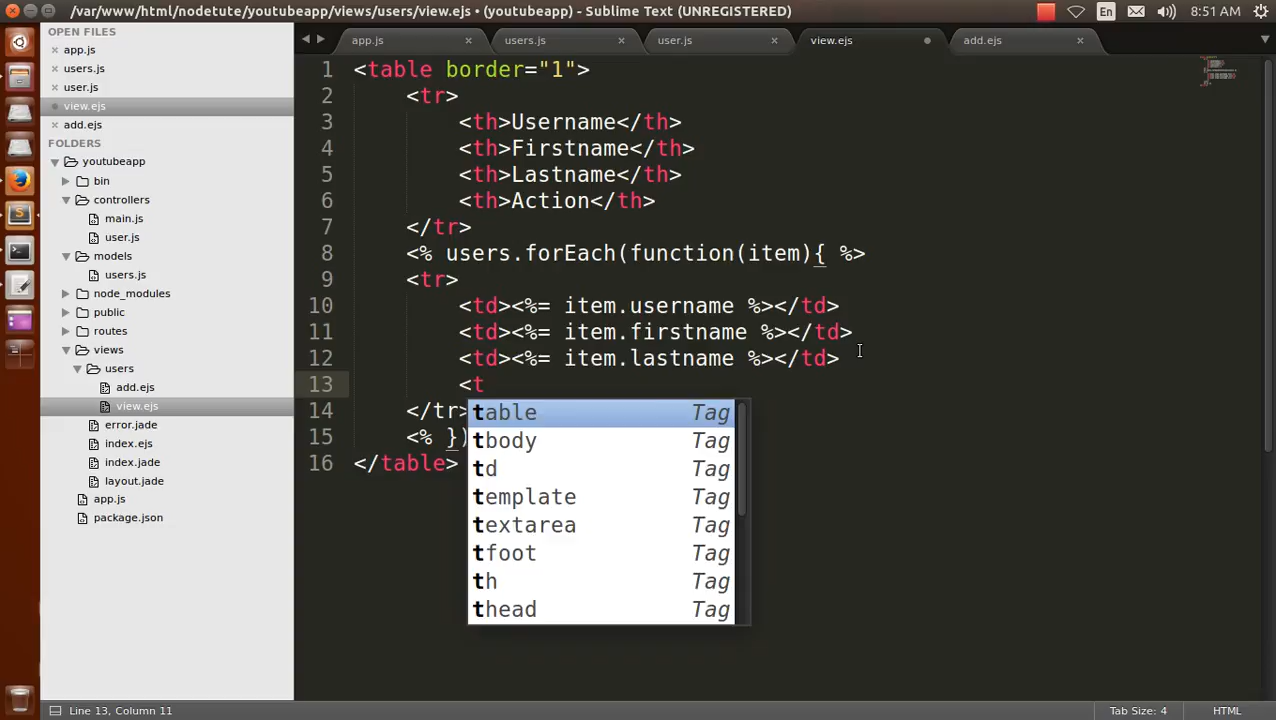 /var/www/html/nodetute/youtubeapp/views/users/view.ejs • (youtubeapp) - Sublime Text (UNREGISTERED)
En
8:51 AM
OPEN FILES
app.js
users.js
user.js
view.ejs
add.ejs
FOLDERS
youtubeapp
bin
controllers
main.js
user.js
models
users.js
node_modules
public
routes
views
users
add.ejs
view.ejs
error.jade
index.ejs
index.jade
layout.jade
app.js
package.json
app.js
users.js
user.js
view.ejs
add.ejs
1 <table border="1">
2 <tr>
3 <th>Username</th>
4 <th>Firstname</th>
5 <th>Lastname</th>
6 <th>Action</th>
7 </tr>
8 <% users.forEach(function(item){ %>
9 <tr>
10 <td><%= item.username %></td>
11 <td><%= item.firstname %></td>
12 <td><%= item.lastname %></td>
13 <t
14 </tr>
15 <% })
16 </table>
table Tag
tbody Tag
td Tag
template Tag
textarea Tag
tfoot Tag
th Tag
thead Tag
Line 13, Column 11
Tab Size: 4
HTML